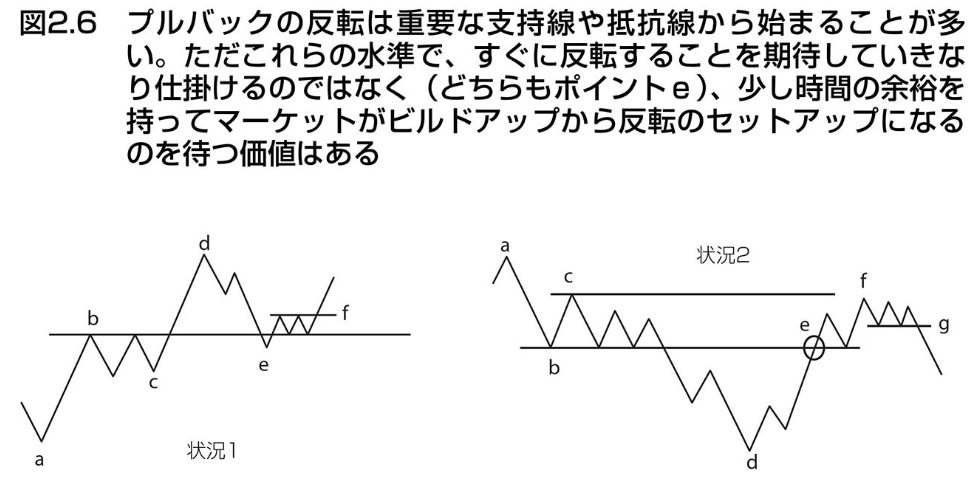 図2.6 プルバックの反転は重要な支持線や抵抗線から始まることが多
い。ただこれらの水準で、すぐに反転することを期待していきな
り仕掛けるのではなく（どちらもポイントe）、少し時間の余裕を
持ってマーケットがビルドアップから反転のセットアップになる
のを待つ価値はある
d
b
f
c
e
状況1
a
a
状況2
c
f
e
g
b
d